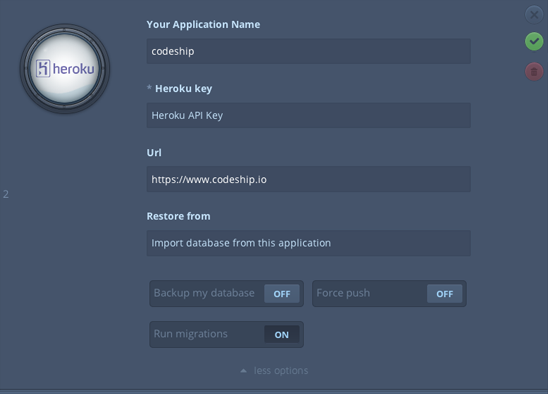 Your Application Name
codeship
heroku
* Heroku key
Heroku API Key
Url
https://www.codeship.io
2
Restore from
Import database from this application
Backup my database OFF
Force push OFF
Run migrations ON
less options